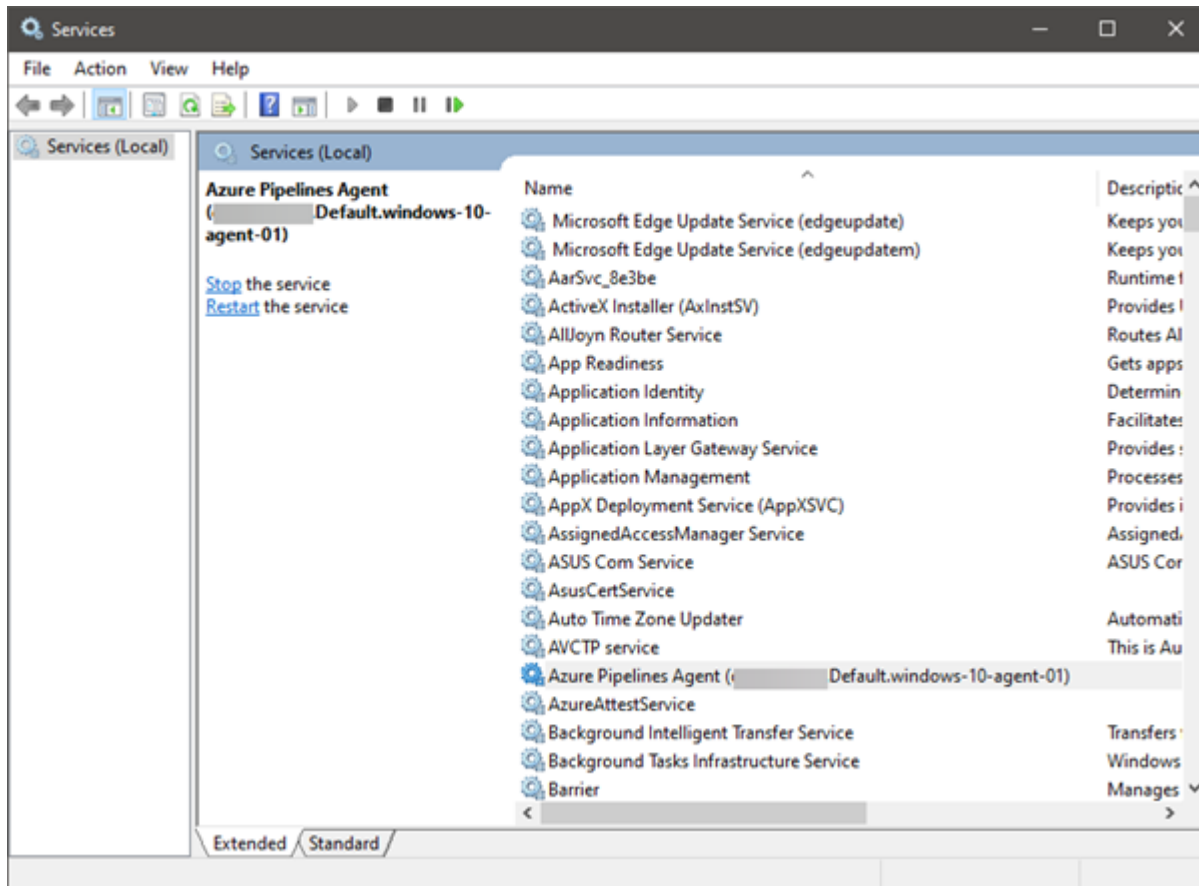 Services
File Action View Help
Services (Local)
Services (Local)
Azure Pipelines Agent
( .Default.windows-10-
agent-01)
Stop the service
Restart the service
Name Descriptic
Microsoft Edge Update Service (edgeupdate) Keeps you
Microsoft Edge Update Service (edgeupdatem) Keeps you
AarSvc_8e3be Runtime f
ActiveX Installer (AxInstSV) Provides
AllJoyn Router Service Routes Al
App Readiness Gets apps
Application Identity Determin
Application Information Facilitates
Application Layer Gateway Service Provides
Application Management Processes
AppX Deployment Service (AppXSVC) Provides i
AssignedAccessManager Service Assigned
ASUS Com Service ASUS Cor
AsusCertService
Auto Time Zone Updater Automati
AVCTP service This is Au
Azure Pipelines Agent ( Default.windows-10-agent-01)
AzureAttestService
Background Intelligent Transfer Service Transfers
Background Tasks Infrastructure Service Windows
Barrier Manages
Extended Standard